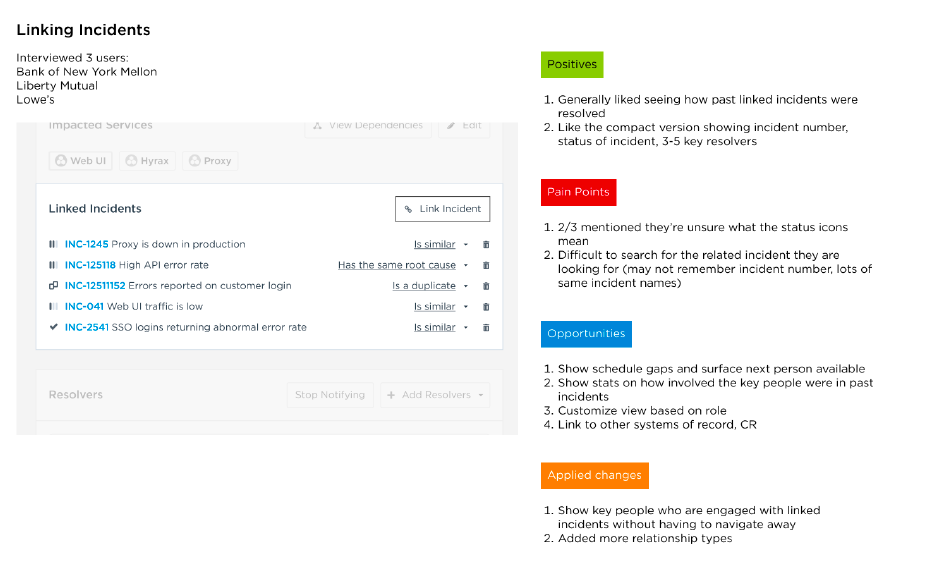 Linking Incidents
Interviewed 3 users:
Bank of New York Mellon
Liberty Mutual
Lowe's
Impacted Services
View Dependencies
Edit
Web UI
Hyrax
Proxy
Linked Incidents
Link Incident
INC-1245 Proxy is down in production
Is similar
INC-125118 High API error rate
Has the same root cause
INC-12511152 Errors reported on customer login
Is a duplicate
INC-041 Web UI traffic is low
Is similar
INC-2541 SSO logins returning abnormal error rate
Is similar
Resolvers
Stop Notifying
Add Resolvers
Positives
1. Generally liked seeing how past linked incidents were
resolved
2. Like the compact version showing incident number,
status of incident, 3-5 key resolvers
Pain Points
1. 2/3 mentioned they're unsure what the status icons
mean
2. Difficult to search for the related incident they are
looking for (may not remember incident number, lots of
same incident names)
Opportunities
1. Show schedule gaps and surface next person available
2. Show stats on how involved the key people were in past
incidents
3. Customize view based on role
4. Link to other systems of record, CR
Applied changes
1. Show key people who are engaged with linked
incidents without having to navigate away
2. Added more relationship types